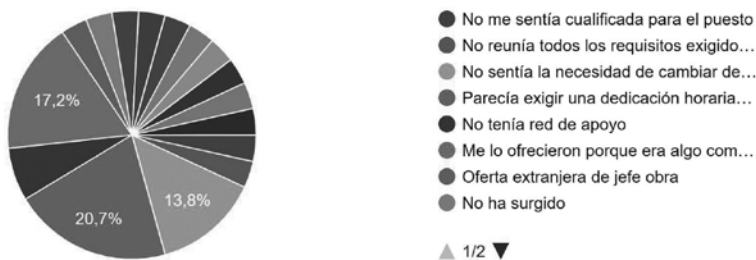 17,2%
20,7%
13,8%
No me sentía cualificada para el puesto
No reunía todos los requisitos exigido...
No sentía la necesidad de cambiar de...
Parecía exigir una dedicación horaria...
No tenía red de apoyo
Me lo ofrecieron porque era algo com...
Oferta extranjera de jefe obra
No ha surgido
1/2